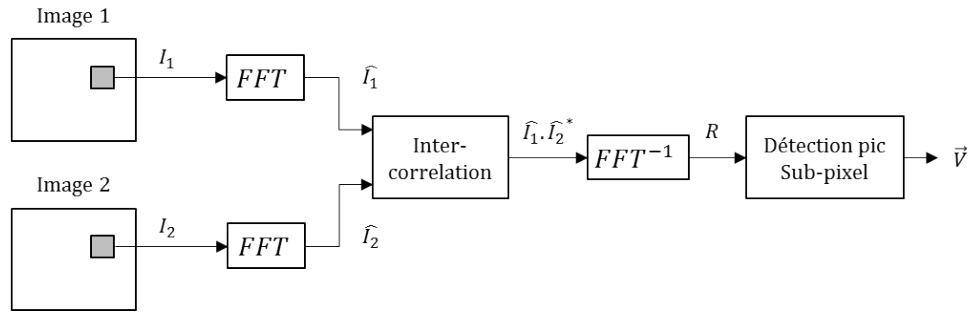 Image 1
I₁
FFT
Î₁
Inter-
correlation
Î₁.Î₂*
FFT⁻¹
R
Détection pic
Sub-pixel
V⃗
Image 2
I₂
FFT
Î₂